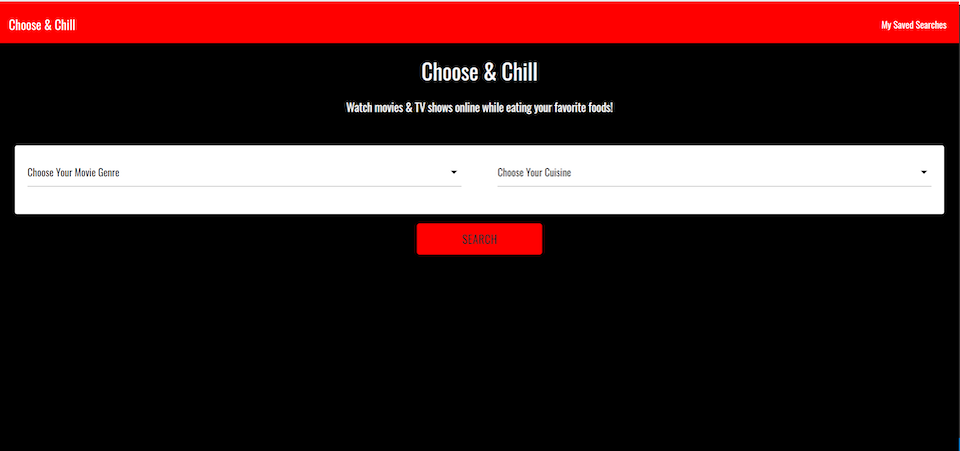 Choose & Chill
My Saved Searches
Choose & Chill
Watch movies & TV shows online while eating your favorite foods!
Choose Your Movie Genre
Choose Your Cuisine
SEARCH